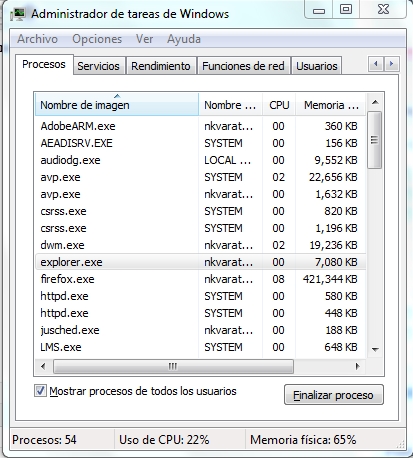 Administrador de tareas de Windows
Archivo Opciones Ver Ayuda
Procesos Servicios Rendimiento Funciones de red Usuarios
Nombre de imagen Nombre ... CPU Memoria ...
AdobeARM.exe nkvarat... 00 360 KB
AEADISRV.EXE SYSTEM 00 156 KB
audiodg.exe LOCAL ... 00 9,552 KB
avp.exe SYSTEM 02 22,656 KB
avp.exe nkvarat... 00 1,632 KB
csrss.exe SYSTEM 00 820 KB
csrss.exe SYSTEM 00 1,196 KB
dwm.exe nkvarat... 02 19,236 KB
explorer.exe nkvarat... 00 7,080 KB
firefox.exe nkvarat... 08 421,344 KB
httpd.exe SYSTEM 00 580 KB
httpd.exe SYSTEM 00 448 KB
jusched.exe nkvarat... 00 188 KB
LMS.exe SYSTEM 00 648 KB
Mostrar procesos de todos los usuarios Finalizar proceso
Procesos: 54 Uso de CPU: 22% Memoria física: 65%